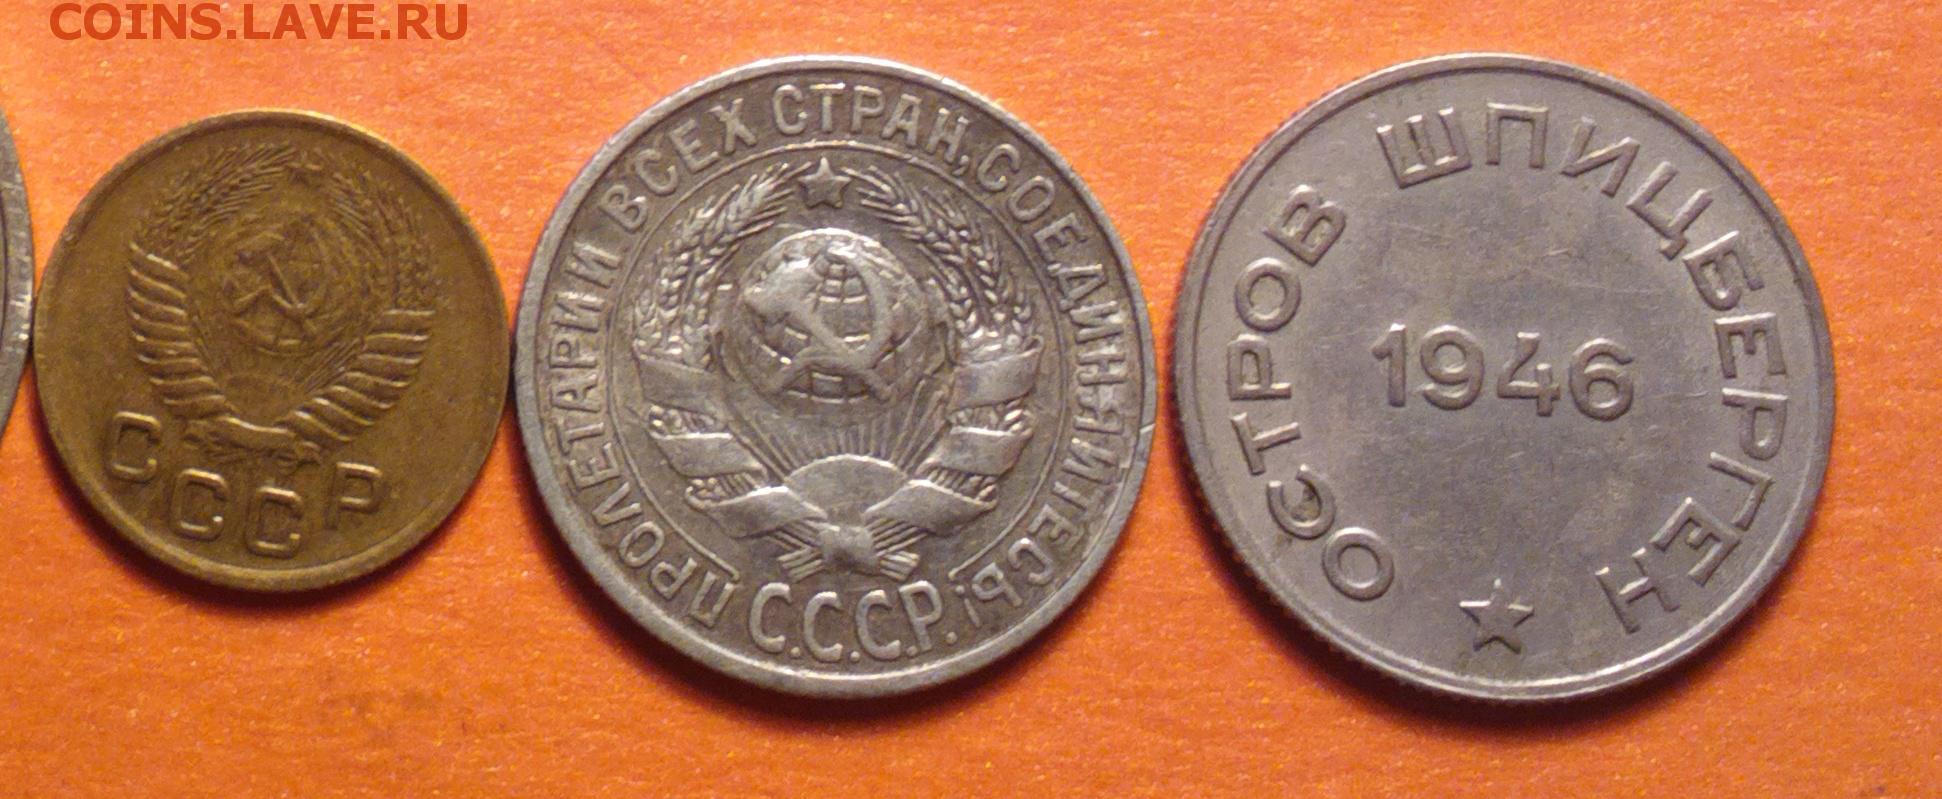 COINS.LAVE.RU
СССР
ПРОЛЕТАРИИ ВСЕХ СТРАН, СОЕДИНЯЙТЕСЬ!
С.С.С.Р.
ОСТРОВ ШПИЦБЕРГЕН
1946